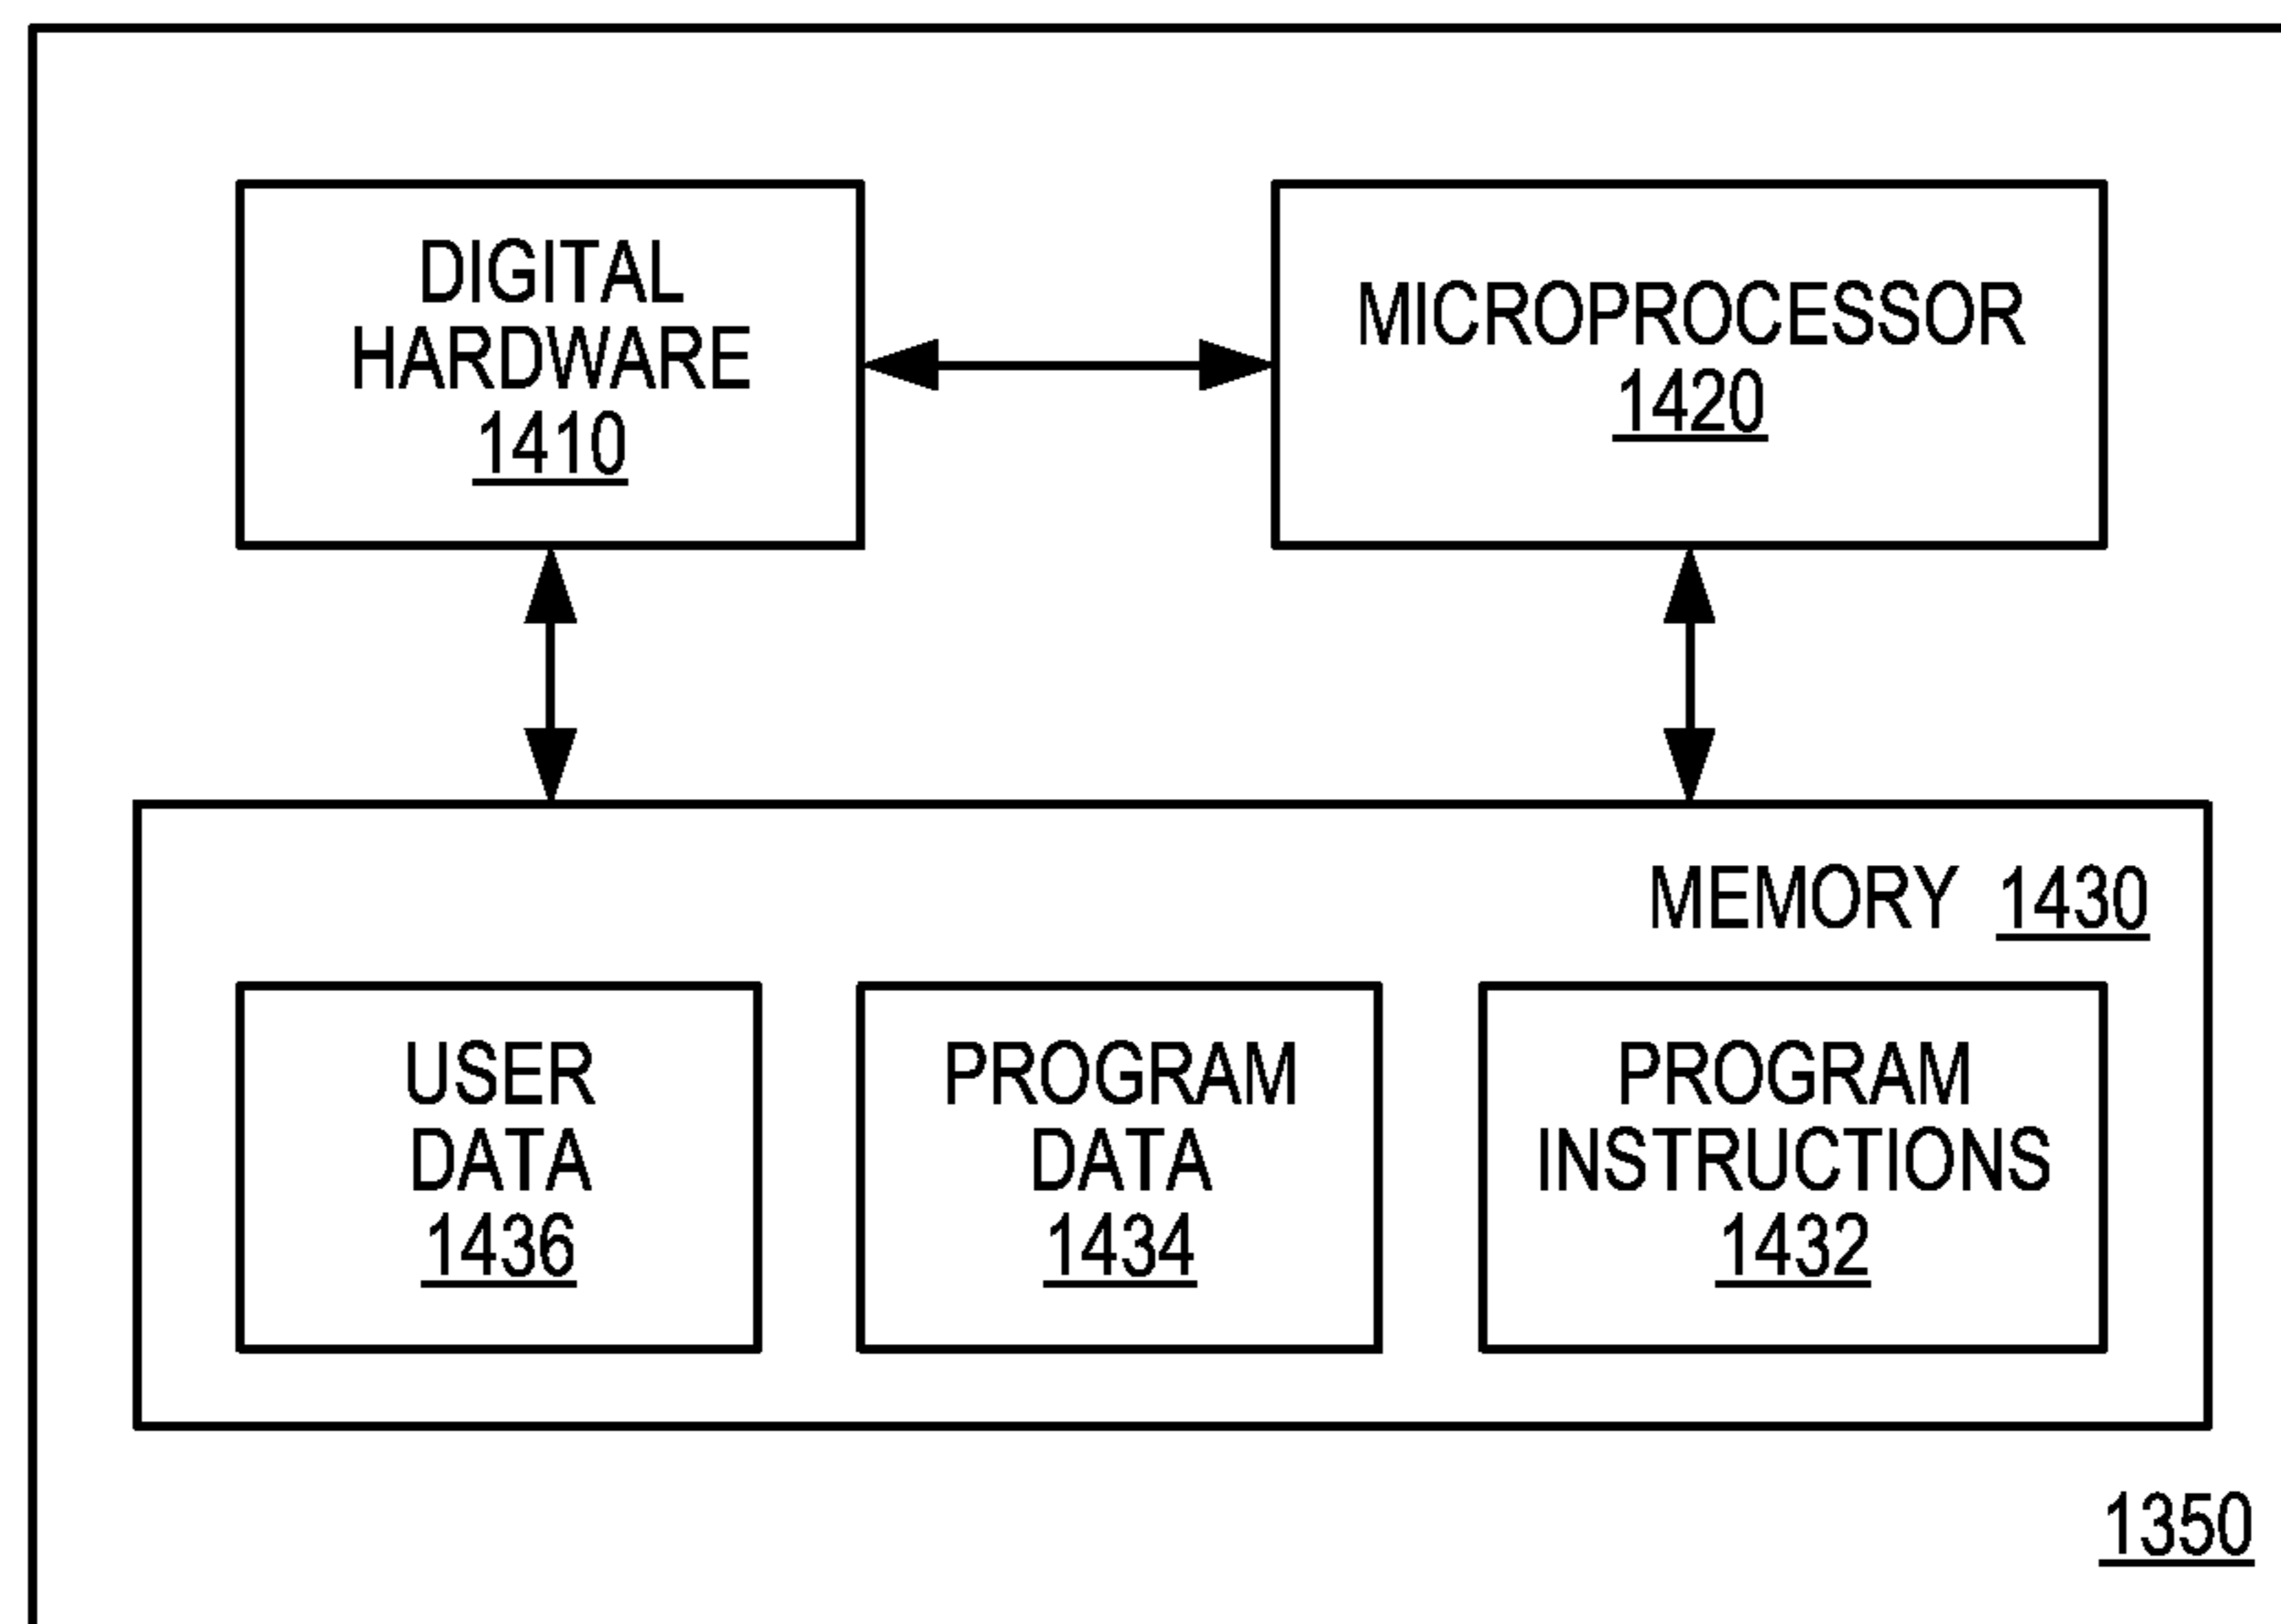 DIGITAL
HARDWARE
1410
MICROPROCESSOR
1420
MEMORY 1430
USER
DATA
1436
PROGRAM
DATA
1434
PROGRAM
INSTRUCTIONS
1432
1350